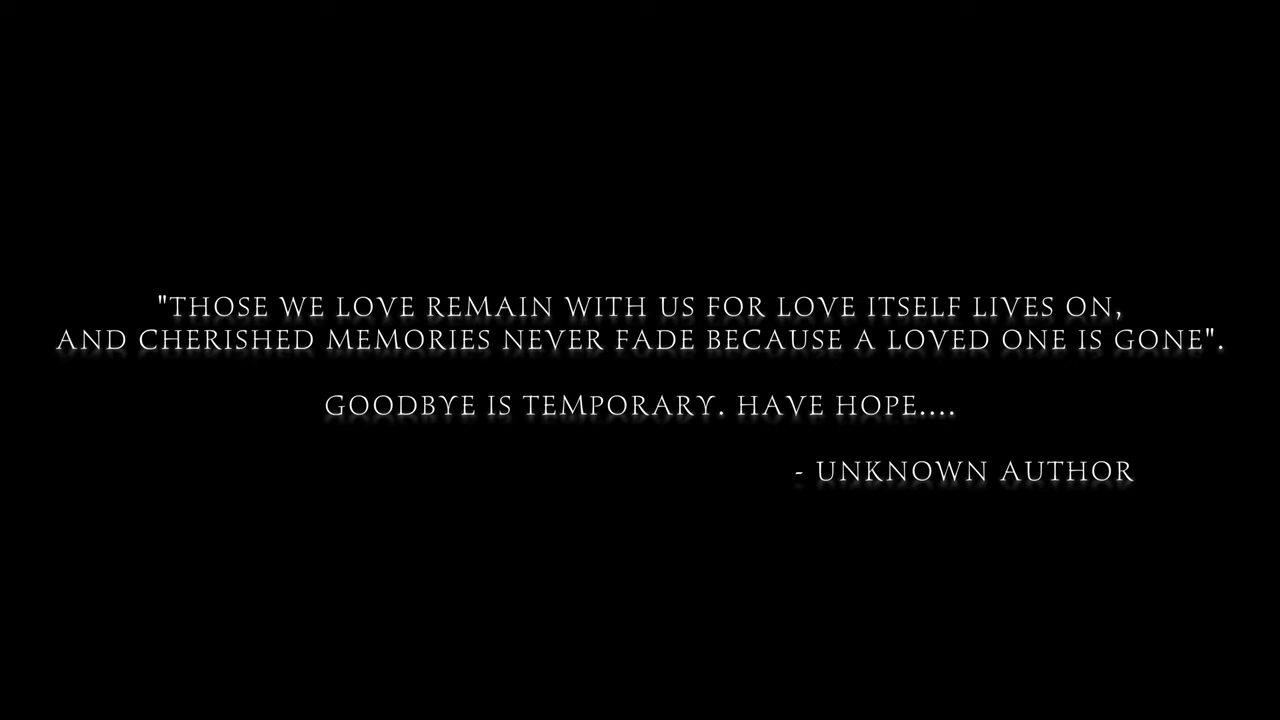 "THOSE WE LOVE REMAIN WITH US FOR LOVE ITSELF LIVES ON,
AND CHERISHED MEMORIES NEVER FADE BECAUSE A LOVED ONE IS GONE".
GOODBYE IS TEMPORARY. HAVE HOPE....
- UNKNOWN AUTHOR